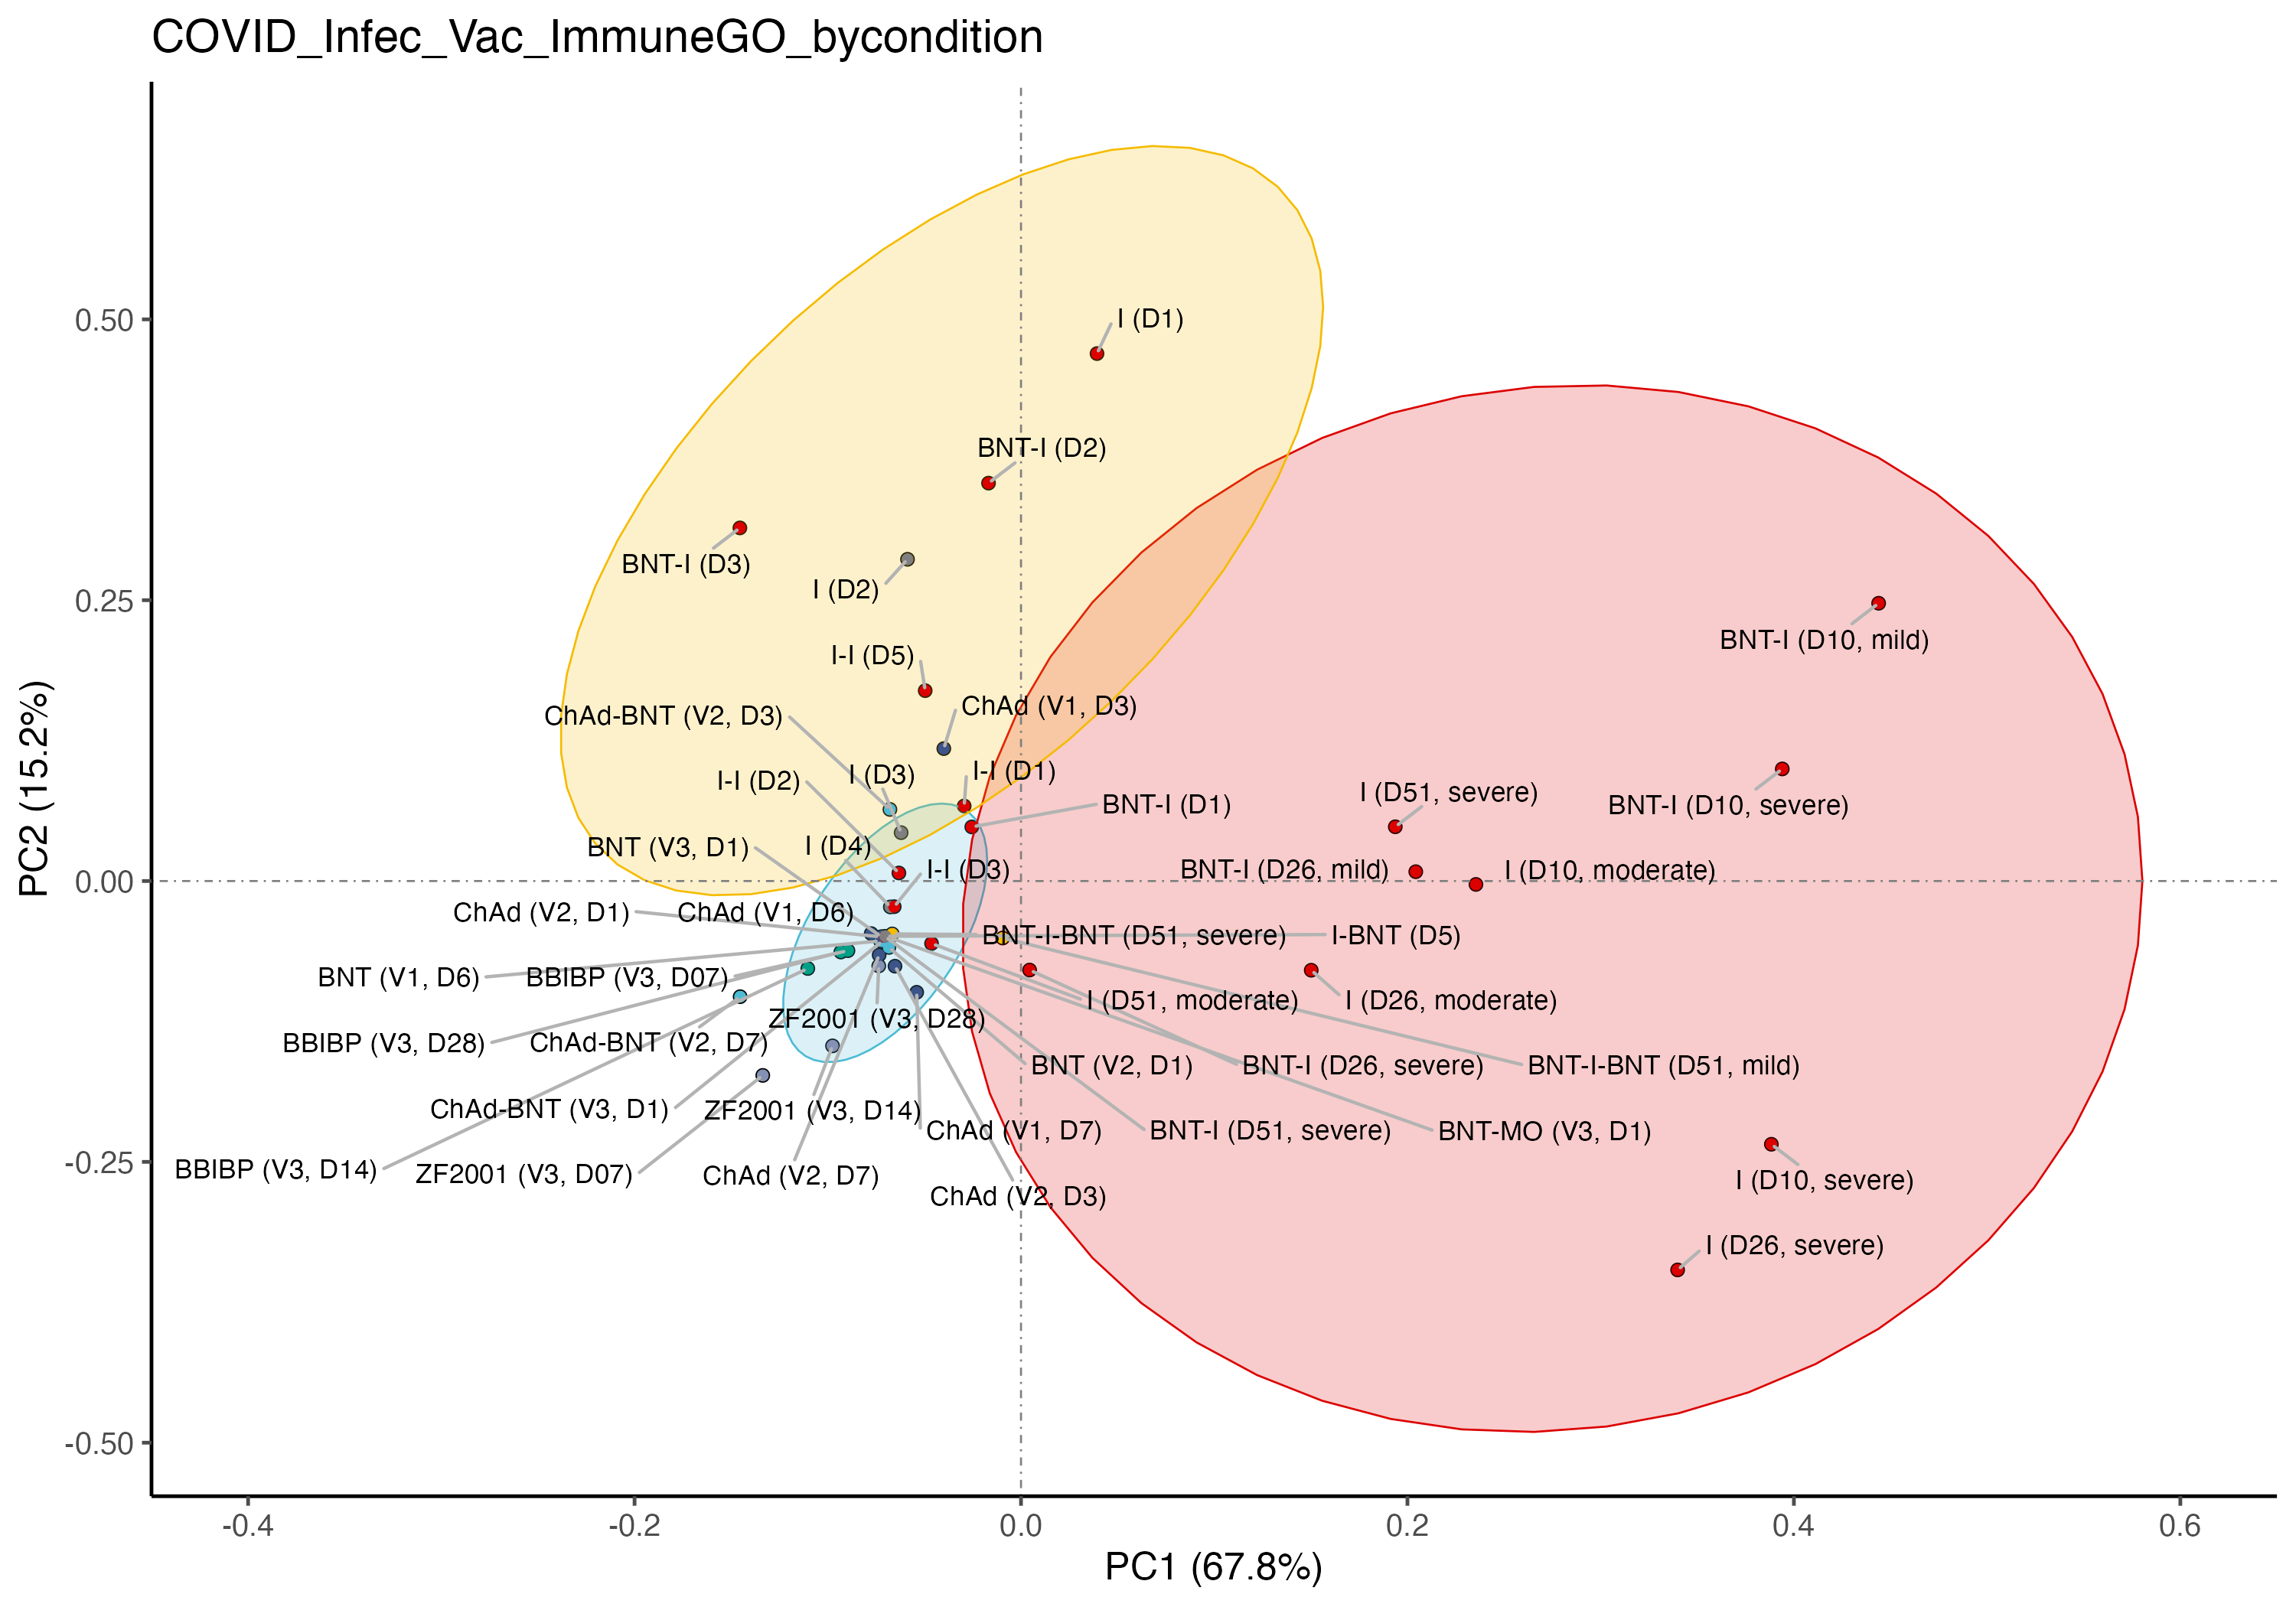 COVID_Infec_Vac_ImmuneGO_bycondition
I (D1)
BNT-I (D2)
BNT-I (D3)
I (D2)
I-I (D5)
ChAd-BNT (V2, D3)
ChAd (V1, D3)
I-I (D2)
I (D3)
I-I (D1)
BNT-I (D1)
BNT (V3, D1)
I (D4)
I-I (D3)
BNT-I (D10, mild)
I (D51, severe)
BNT-I (D10, severe)
BNT-I (D26, mild)
I (D10, moderate)
ChAd (V2, D1)
ChAd (V1, D6)
BNT-I-BNT (D51, severe)
I-BNT (D5)
BNT (V1, D6)
BBIBP (V3, D07)
I (D51, moderate)
I (D26, moderate)
ZF2001 (V3, D28)
BBIBP (V3, D28)
ChAd-BNT (V2, D7)
BNT (V2, D1)
BNT-I (D26, severe)
BNT-I-BNT (D51, mild)
ChAd-BNT (V3, D1)
ZF2001 (V3, D14)
ChAd (V1, D7)
BNT-I (D51, severe)
BNT-MO (V3, D1)
BBIBP (V3, D14)
ZF2001 (V3, D07)
ChAd (V2, D7)
ChAd (V2, D3)
I (D10, severe)
I (D26, severe)
0.50
0.25
0.00
-0.25
-0.50
PC2 (15.2%)
-0.4
-0.2
0.0
0.2
0.4
0.6
PC1 (67.8%)